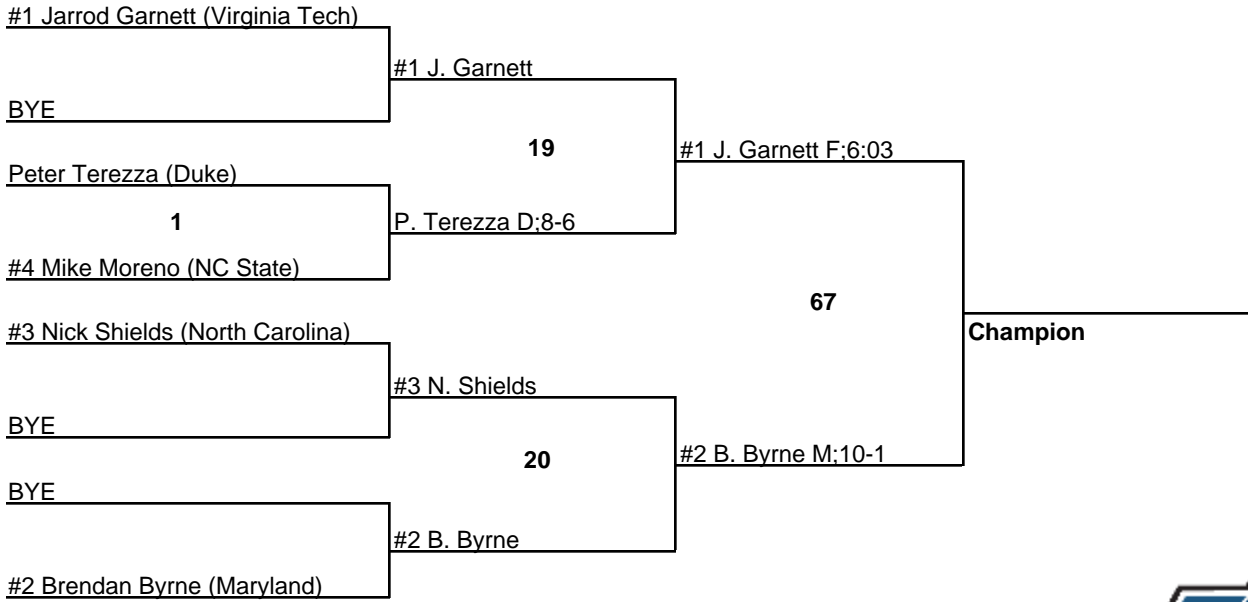 #1 Jarrod Garnett (Virginia Tech)
#1 J. Garnett
BYE
19
#1 J. Garnett F;6:03
Peter Terezza (Duke)
1
P. Terezza D;8-6
#4 Mike Moreno (NC State)
67
#3 Nick Shields (North Carolina)
Champion
#3 N. Shields
BYE
20
#2 B. Byrne M;10-1
BYE
#2 B. Byrne
#2 Brendan Byrne (Maryland)